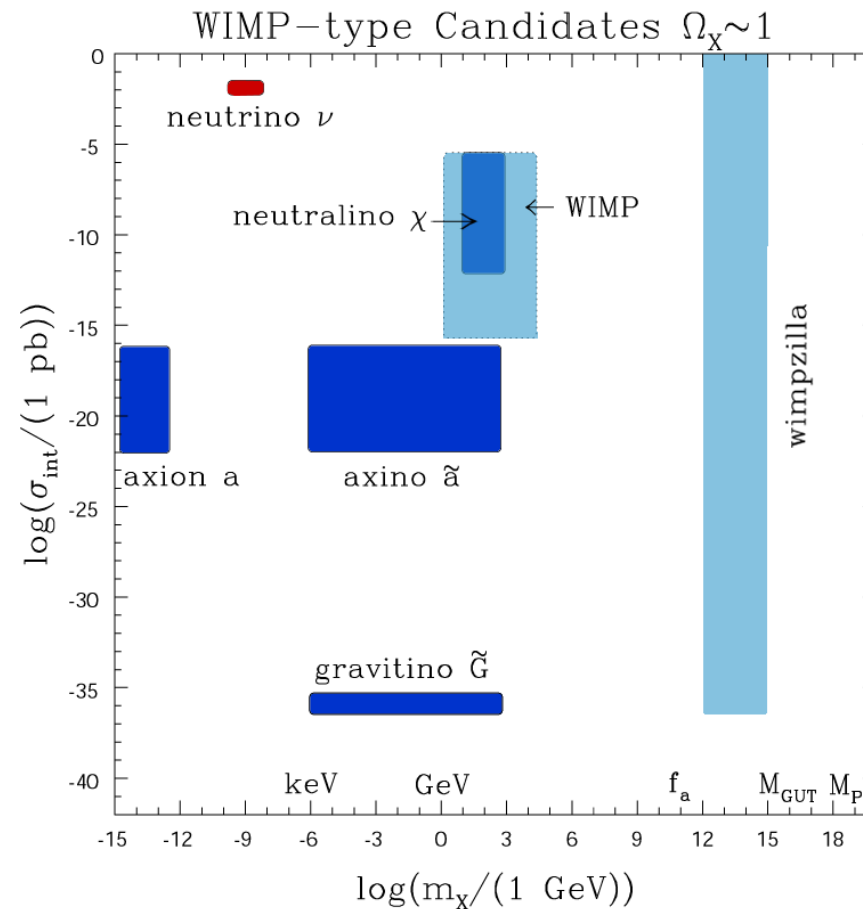 WIMP-type Candidates Ω_X~1
0
neutrino ν
-5
neutralino χ
WIMP
-10
-15
wimpzilla
-20
axion a
axino ã
log(σ_int/(1 pb))
-25
-30
gravitino G̃
-35
keV
GeV
f_a
M_GUT
M_P
-40
-15 -12 -9 -6 -3 0 3 6 9 12 15 18
log(m_X/(1 GeV))